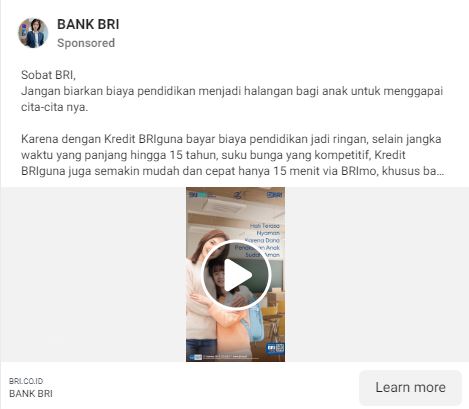 BANK BRI
Sponsored
Sobat BRI,
Jangan biarkan biaya pendidikan menjadi halangan bagi anak untuk menggapai
cita-cita nya.
Karena dengan Kredit BRIguna bayar biaya pendidikan jadi ringan, selain jangka
waktu yang panjang hingga 15 tahun, suku bunga yang kompetitif, Kredit
BRIguna juga semakin mudah dan cepat hanya 15 menit via BRImo, khusus ba...
BRI
Hati Terasa
Nyaman
Karena Dana
Pendidikan Anak
Sudah Aman
BRI
BRI.CO.ID
BANK BRI
Learn more